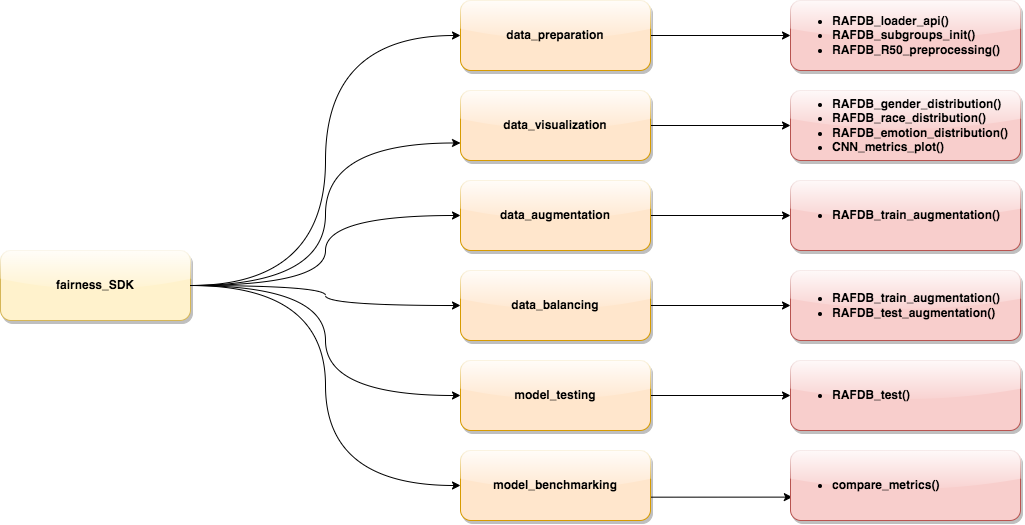 fairness_SDK
data_preparation
• RAFDB_loader_api()
• RAFDB_subgroups_init()
• RAFDB_R50_preprocessing()
data_visualization
• RAFDB_gender_distribution()
• RAFDB_race_distribution()
• RAFDB_emotion_distribution()
• CNN_metrics_plot()
data_augmentation
• RAFDB_train_augmentation()
data_balancing
• RAFDB_train_augmentation()
• RAFDB_test_augmentation()
model_testing
• RAFDB_test()
model_benchmarking
• compare_metrics()